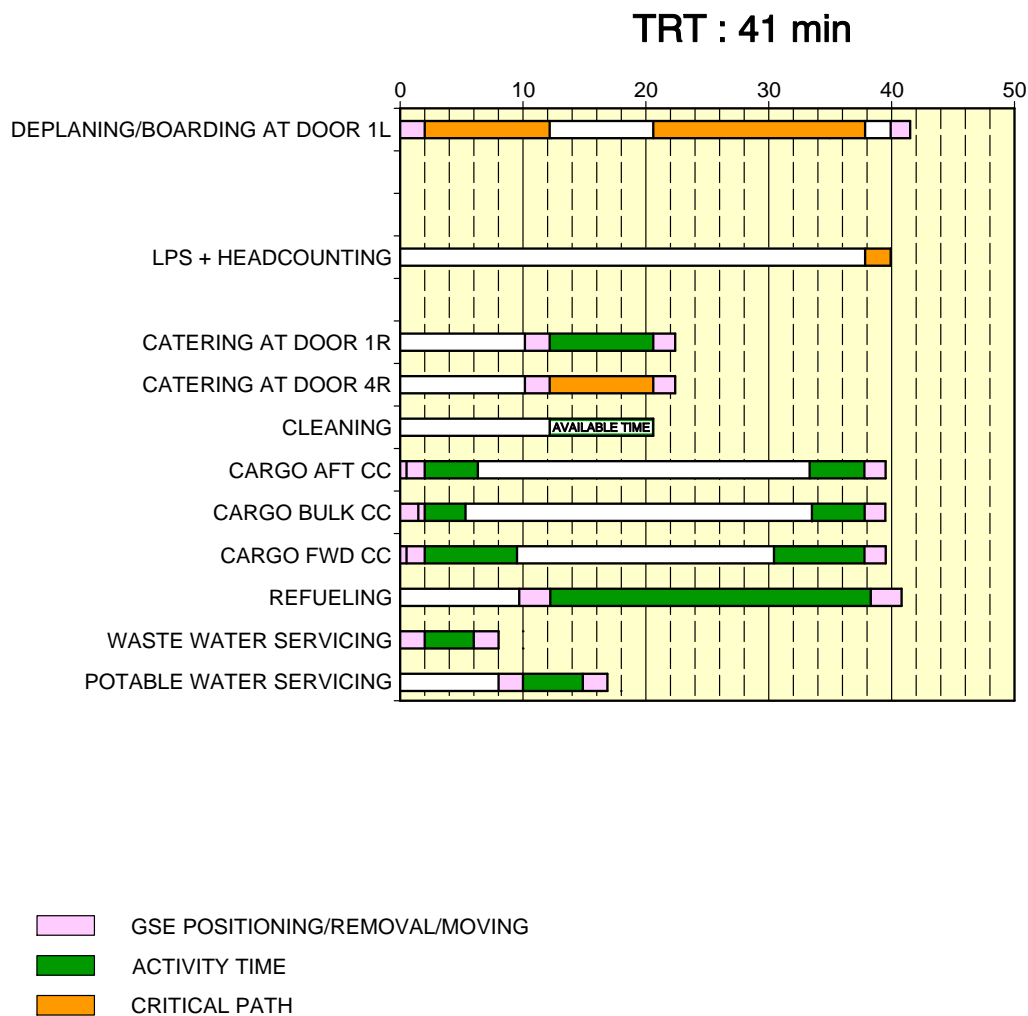 TRT : 41 min
0 10 20 30 40 50
DEPLANING/BOARDING AT DOOR 1L
LPS + HEADCOUNTING
CATERING AT DOOR 1R
CATERING AT DOOR 4R
CLEANING
AVAILABLE TIME
CARGO AFT CC
CARGO BULK CC
CARGO FWD CC
REFUELING
WASTE WATER SERVICING
POTABLE WATER SERVICING
GSE POSITIONING/REMOVAL/MOVING
ACTIVITY TIME
CRITICAL PATH